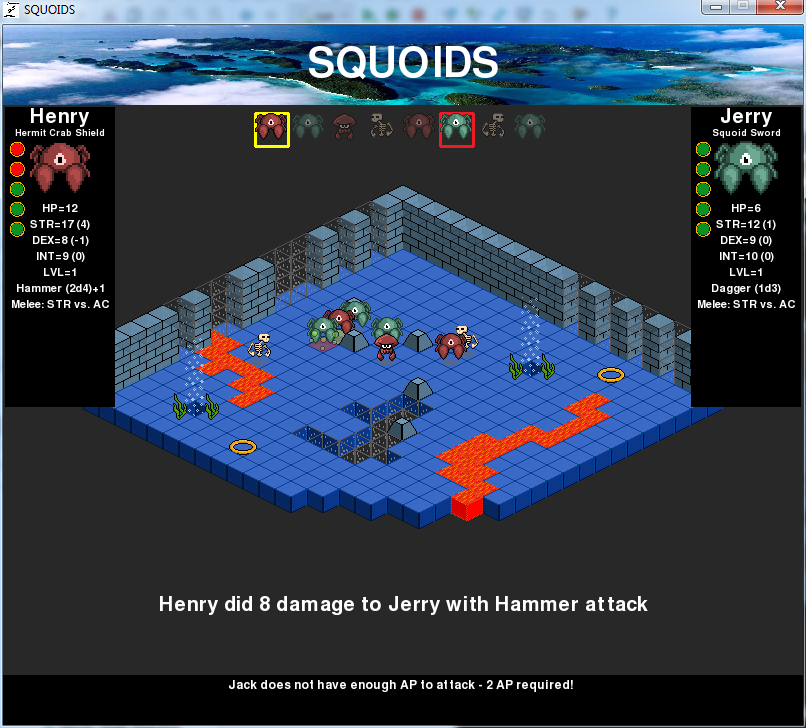 SQUOIDS
SQUOIDS
Henry
Hermit Crab Shield
HP=12
STR=17 (4)
DEX=8 (-1)
INT=9 (0)
LVL=1
Hammer (2d4)+1
Melee: STR vs. AC
Jerry
Squoid Sword
HP=6
STR=12 (1)
DEX=9 (0)
INT=10 (0)
LVL=1
Dagger (1d3)
Melee: STR vs. AC
Henry did 8 damage to Jerry with Hammer attack
Jack does not have enough AP to attack - 2 AP required!